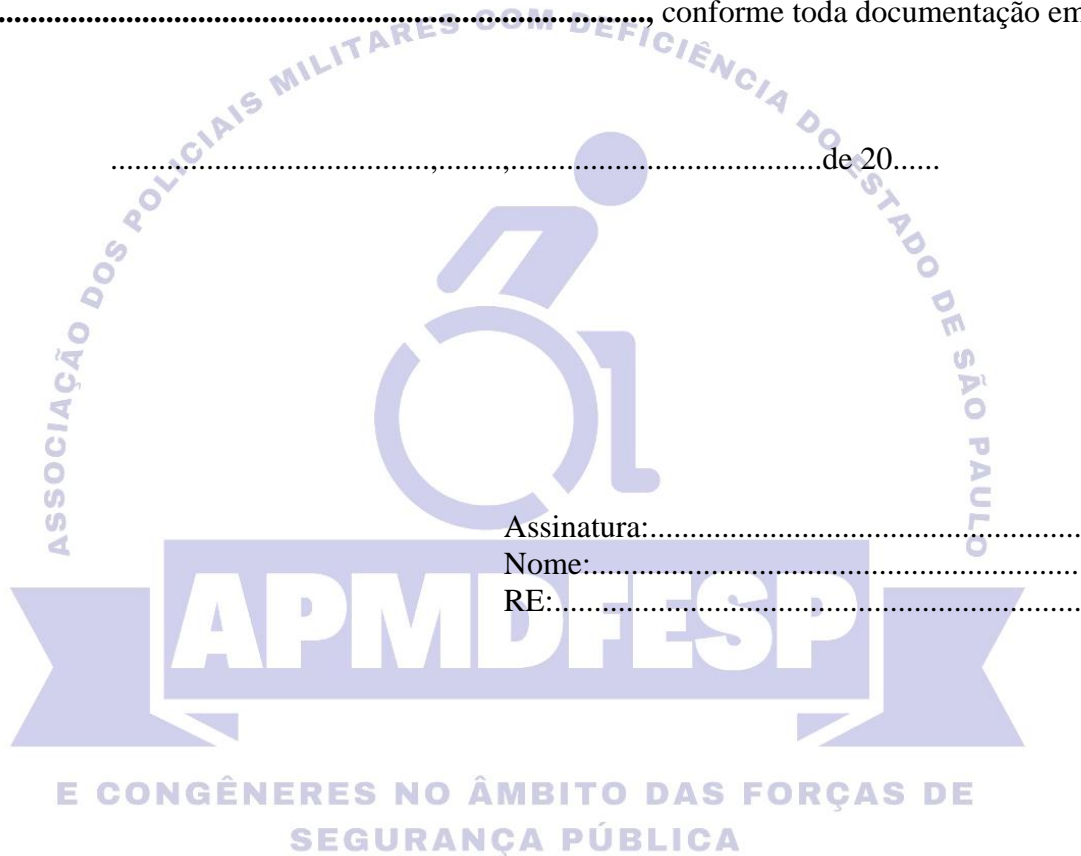 ..............................................................................., conforme toda documentação em
ASSOCIAÇÃO DOS POLICIAIS MILITARES COM DEFICIÊNCIA DO ESTADO DE SÃO PAULO
........................................,........,.......................................de 20......
Assinatura:......................................................
Nome:.............................................................
RE:..................................................................
APMDFESP
E CONGÊNERES NO ÂMBITO DAS FORÇAS DE
SEGURANÇA PÚBLICA